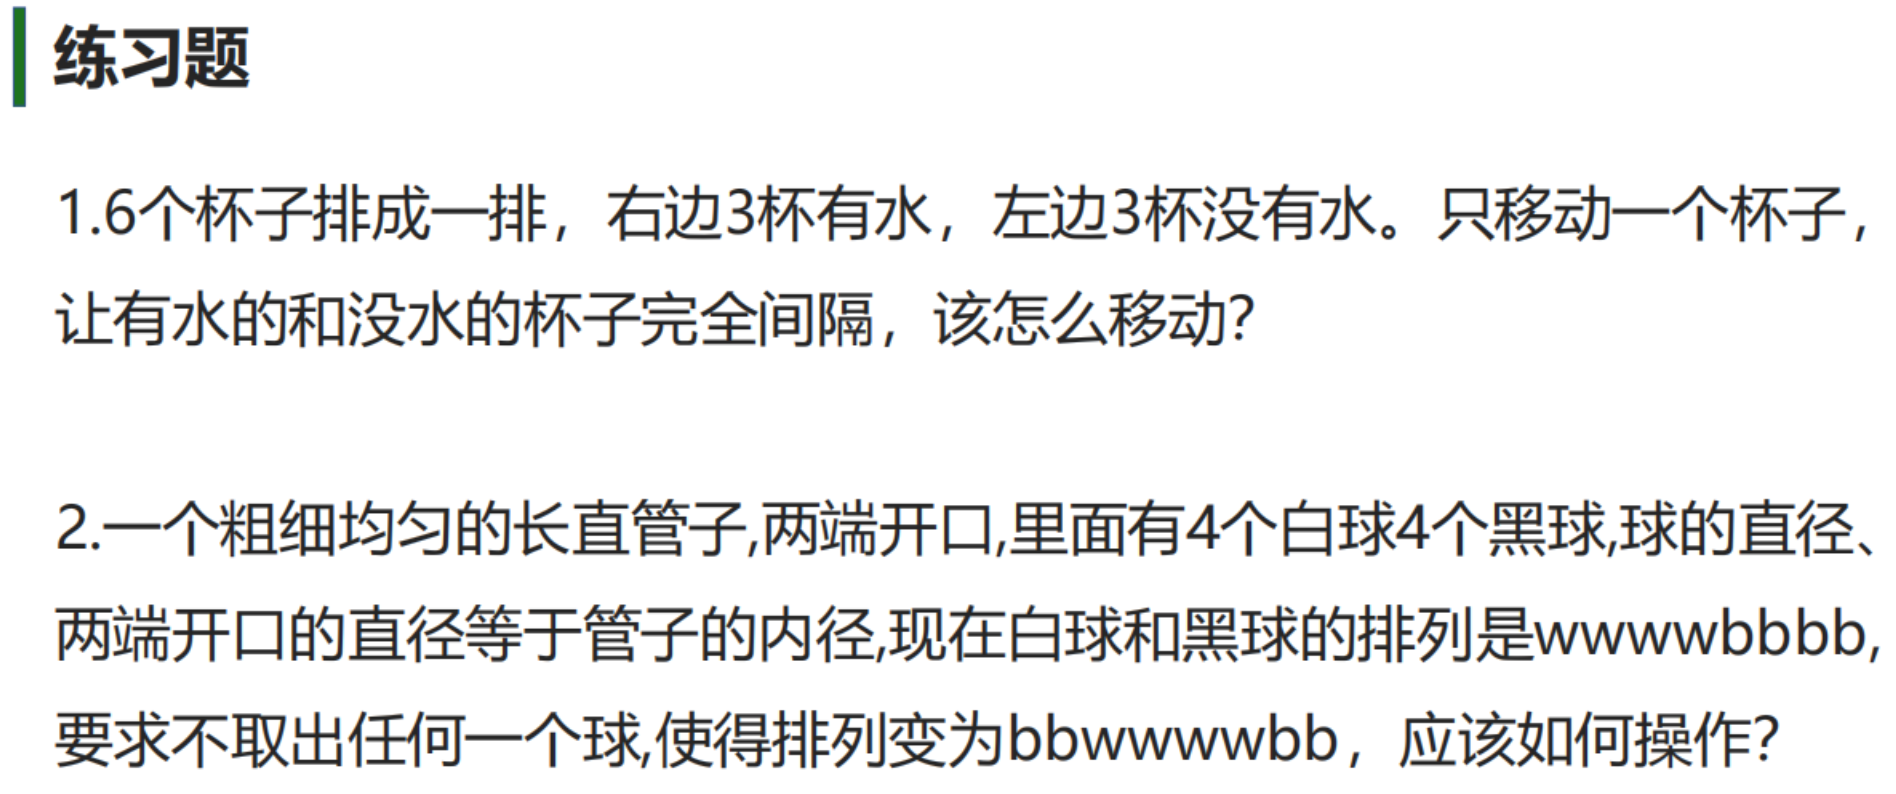 练习题
1.6个杯子排成一排，右边3杯有水，左边3杯没有水。只移动一个杯子，
让有水的和没水的杯子完全间隔，该怎么移动？
2.一个粗细均匀的长直管子,两端开口,里面有4个白球4个黑球,球的直径、
两端开口的直径等于管子的内径,现在白球和黑球的排列是wwwwbbbb,
要求不取出任何一个球,使得排列变为bbwwwwbb，应该如何操作？